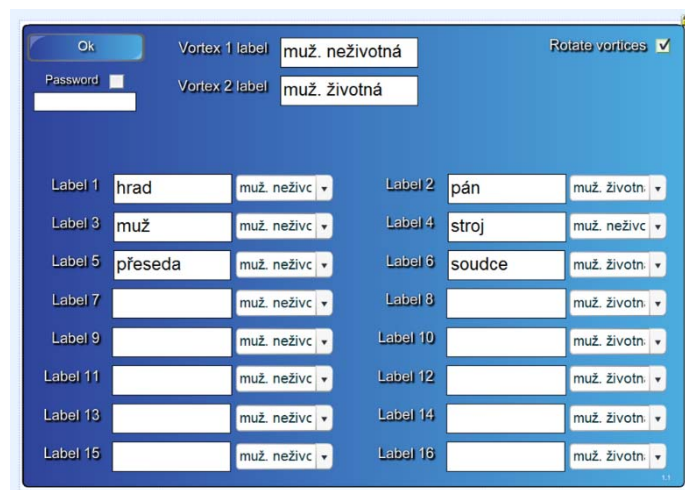 Ok Vortex 1 label muž. neživotná Rotate vortices
Password Vortex 2 label muž. životná
Label 1 hrad muž. neživc Label 2 pán muž. životn
Label 3 muž muž. neživc Label 4 stroj muž. neživc
Label 5 přeseda muž. neživc Label 6 soudce muž. životn
Label 7 muž. neživc Label 8 muž. životn
Label 9 muž. neživc Label 10 muž. životn
Label 11 muž. neživc Label 12 muž. životn
Label 13 muž. neživc Label 14 muž. životn
Label 15 muž. neživc Label 16 muž. životn
1.1